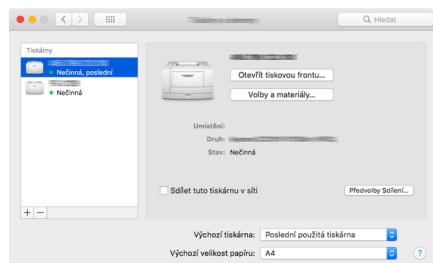 Hledat
Tiskárny
Nečinná, poslední
Nečinná
Otevřít tiskovou frontu...
Volby a materiály...
Umístění:
Druh:
Stav: Nečinná
Sdílet tuto tiskárnu v síti
Předvolby Sdílení...
+ −
Výchozí tiskárna: Poslední použitá tiskárna
Výchozí velikost papíru: A4
?